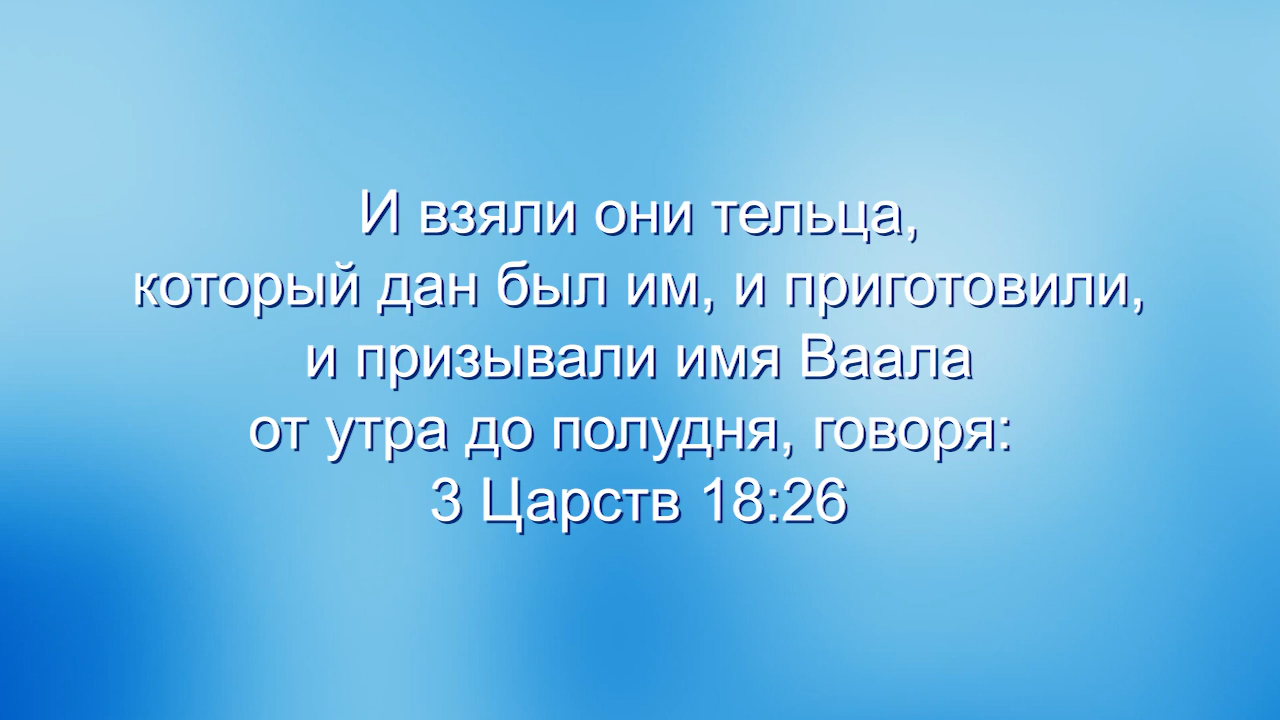 И взяли они тельца,
который дан был им, и приготовили,
и призывали имя Ваала
от утра до полудня, говоря:
3 Царств 18:26